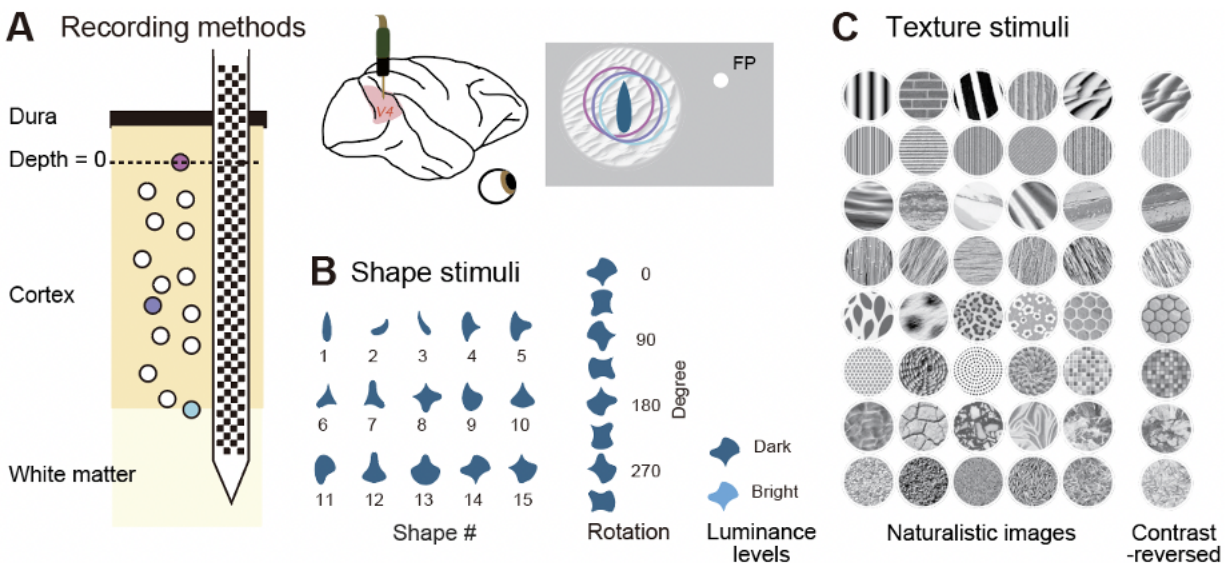 A Recording methods
Dura
Depth = 0
Cortex
White matter
V4
FP
B Shape stimuli
1 2 3 4 5
6 7 8 9 10
11 12 13 14 15
Shape #
0
90
180
270
Degree
Rotation
Dark
Bright
Luminance
levels
C Texture stimuli
Naturalistic images
Contrast
-reversed